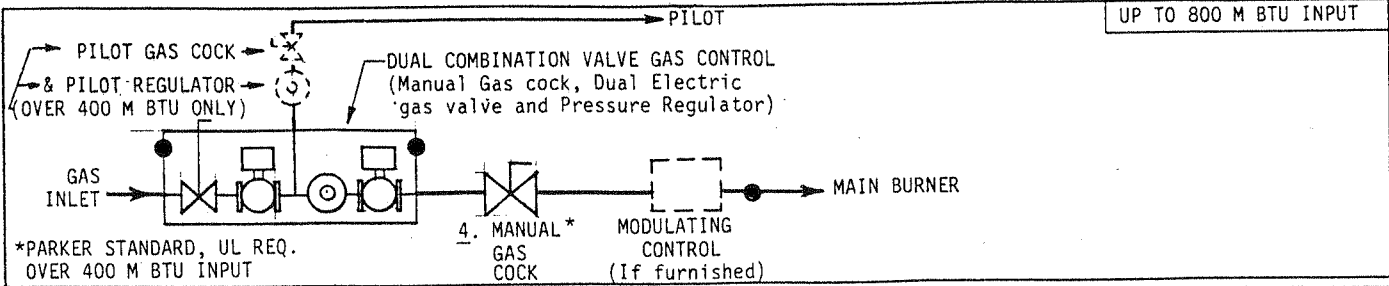 PILOT
UP TO 800 M BTU INPUT
PILOT GAS COCK
& PILOT REGULATOR
(OVER 400 M BTU ONLY)
DUAL COMBINATION VALVE GAS CONTROL
(Manual Gas cock, Dual Electric
gas valve and Pressure Regulator)
GAS
INLET
MAIN BURNER
4. MANUAL*
GAS
COCK
MODULATING
CONTROL
(If furnished)
*PARKER STANDARD, UL REQ.
OVER 400 M BTU INPUT